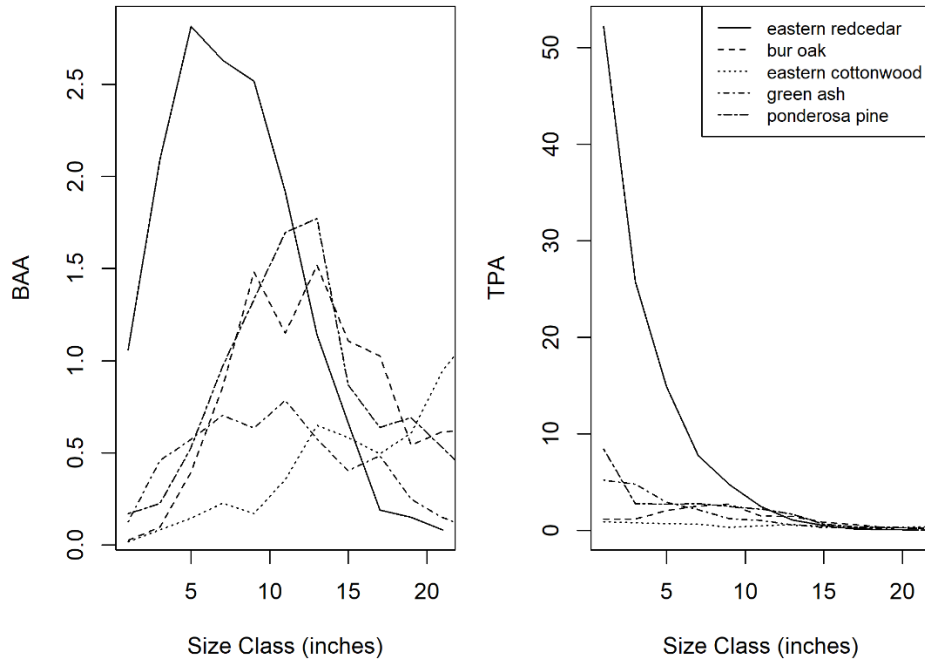 BAA
0.0
0.5
1.0
1.5
2.0
2.5
5
10
15
20
Size Class (inches)
TPA
0
10
20
30
40
50
5
10
15
20
Size Class (inches)
eastern redcedar
bur oak
eastern cottonwood
green ash
ponderosa pine